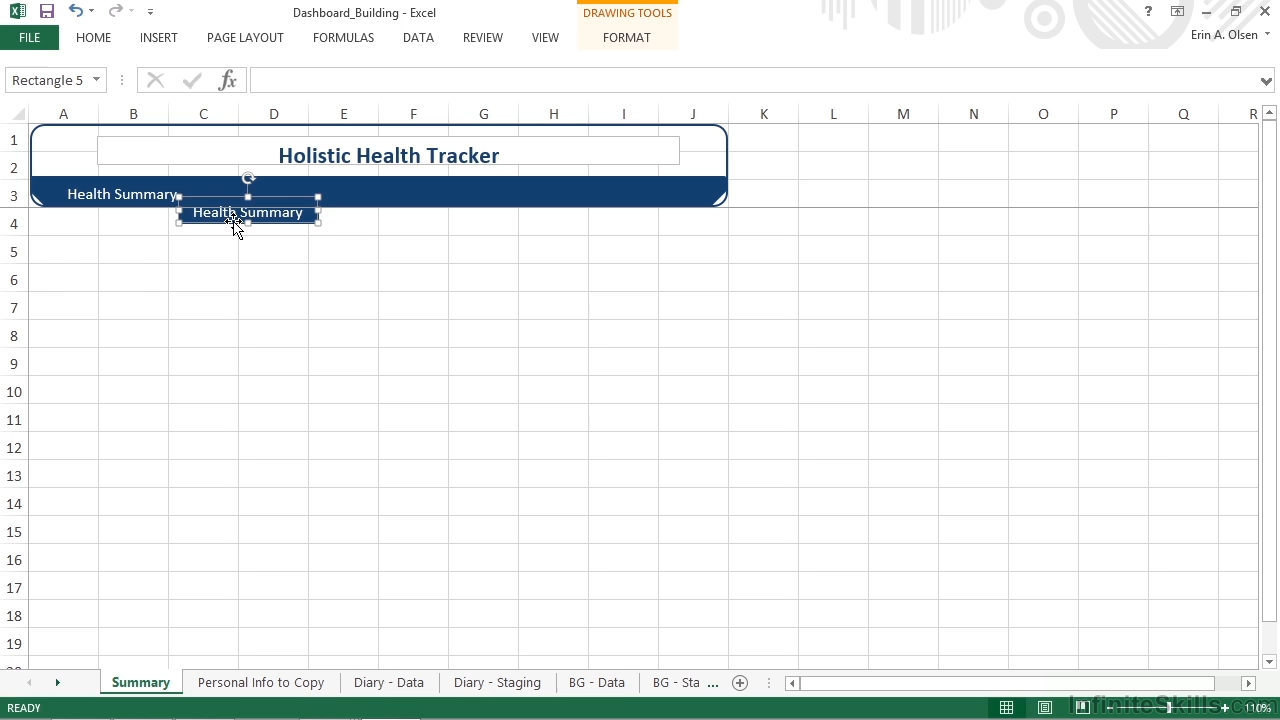 Dashboard_Building - Excel
DRAWING TOOLS
?
FILE
HOME
INSERT
PAGE LAYOUT
FORMULAS
DATA
REVIEW
VIEW
FORMAT
Erin A. Olsen
Rectangle 5
fx
A B C D E F G H I J K L M N O P Q R
1
2
3
4
5
6
7
8
9
10
11
12
13
14
15
16
17
18
19
Holistic Health Tracker
Health Summary
Health Summary
Summary
Personal Info to Copy
Diary - Data
Diary - Staging
BG - Data
BG - Sta ...
READY
110%
InfiniteSkills.com